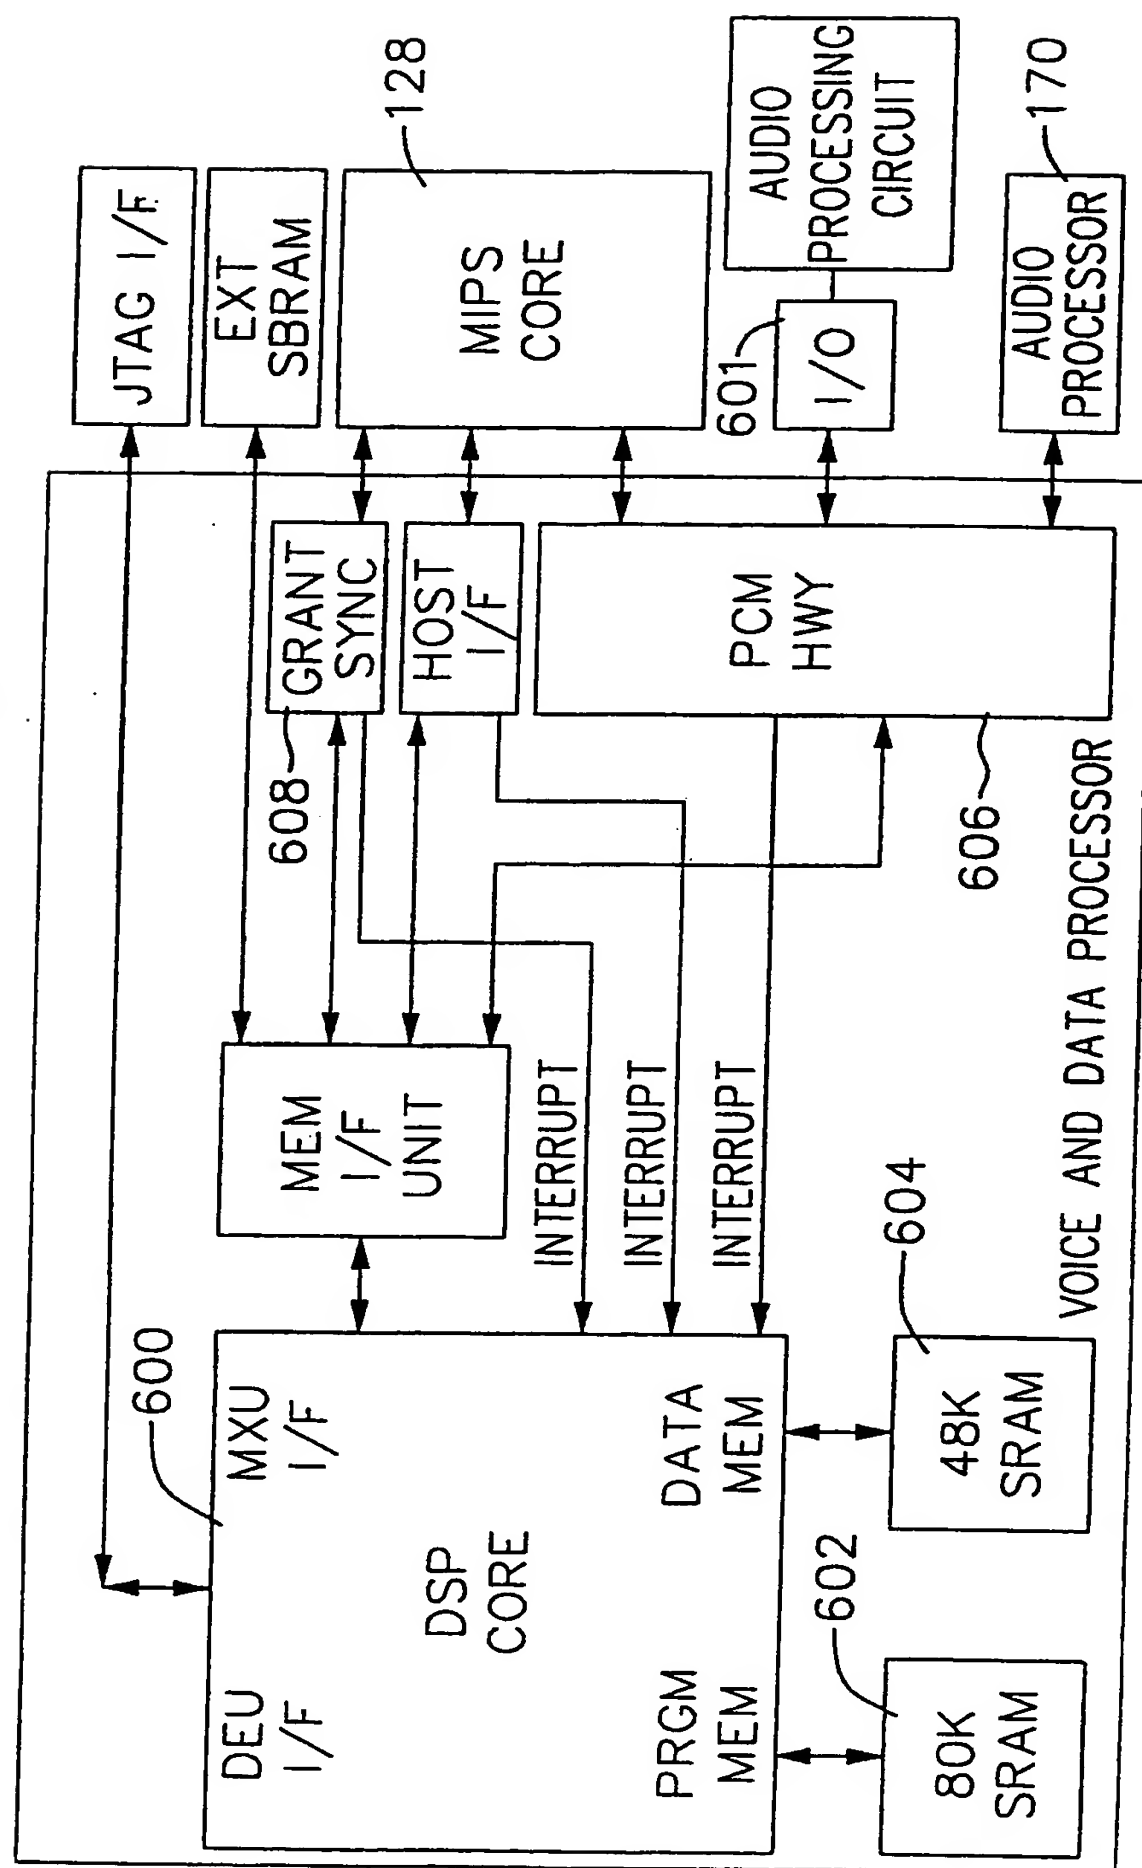 JTAG I/F
EXT
SBRAM
MIPS
CORE
128
AUDIO
PROCESSING
CIRCUIT
601
I/O
AUDIO
PROCESSOR
170
GRANT
SYNC
608
HOST
I/F
PCM
HWY
606
MEM
I/F
UNIT
INTERRUPT
INTERRUPT
INTERRUPT
600
DEU
I/F
MXU
I/F
DSP
CORE
PRGM
MEM
DATA
MEM
602
80K
SRAM
604
48K
SRAM
VOICE AND DATA PROCESSOR